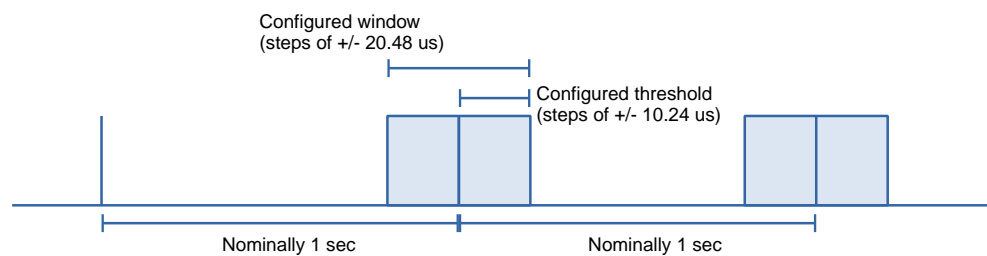 Configured window
(steps of +/- 20.48 us)
Configured threshold
(steps of +/- 10.24 us)
Nominally 1 sec
Nominally 1 sec